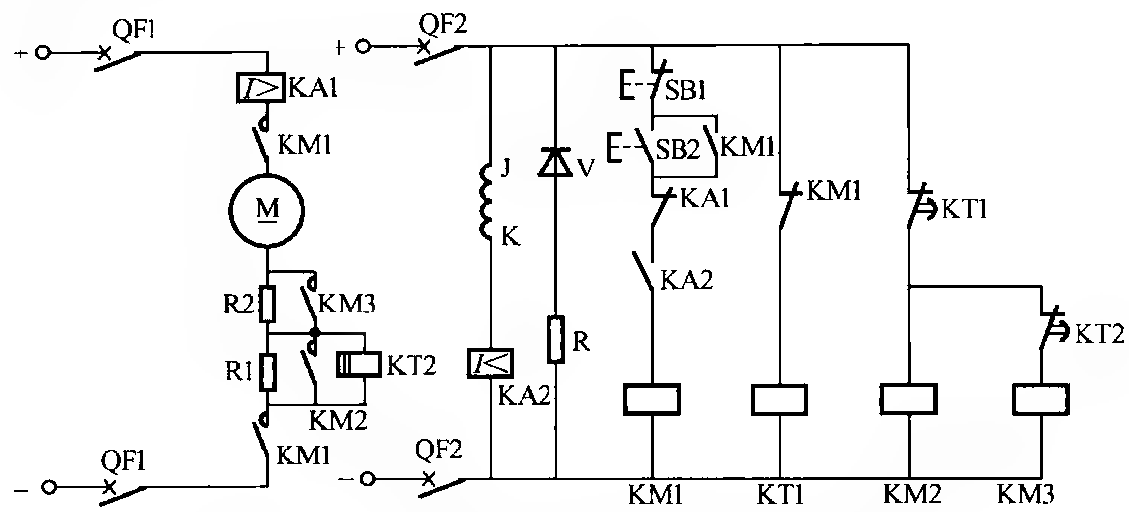 QF1
QF2
+
+
I>
KA1
SB1
KM1
SB2
KM1
J
V
M
KA1
KM1
KT1
K
KA2
R2
KM3
KT2
R
R1
KT2
I<
KA2
KM2
KM1
QF1
QF2
−
−
KM1
KT1
KM2
KM3